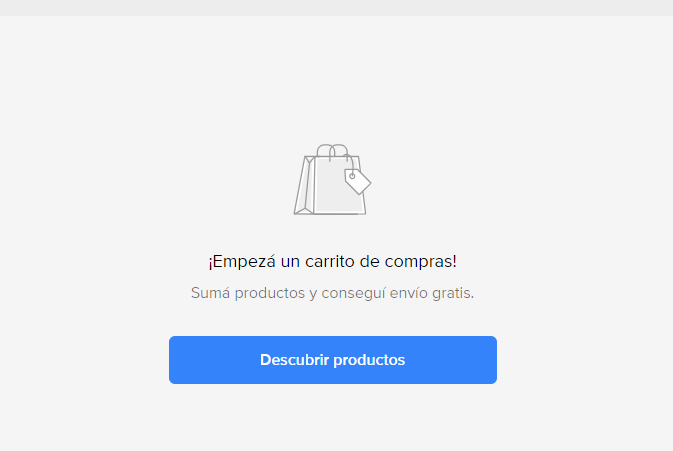 ¡Empezá un carrito de compras!
Sumá productos y conseguí envío gratis.
Descubrir productos